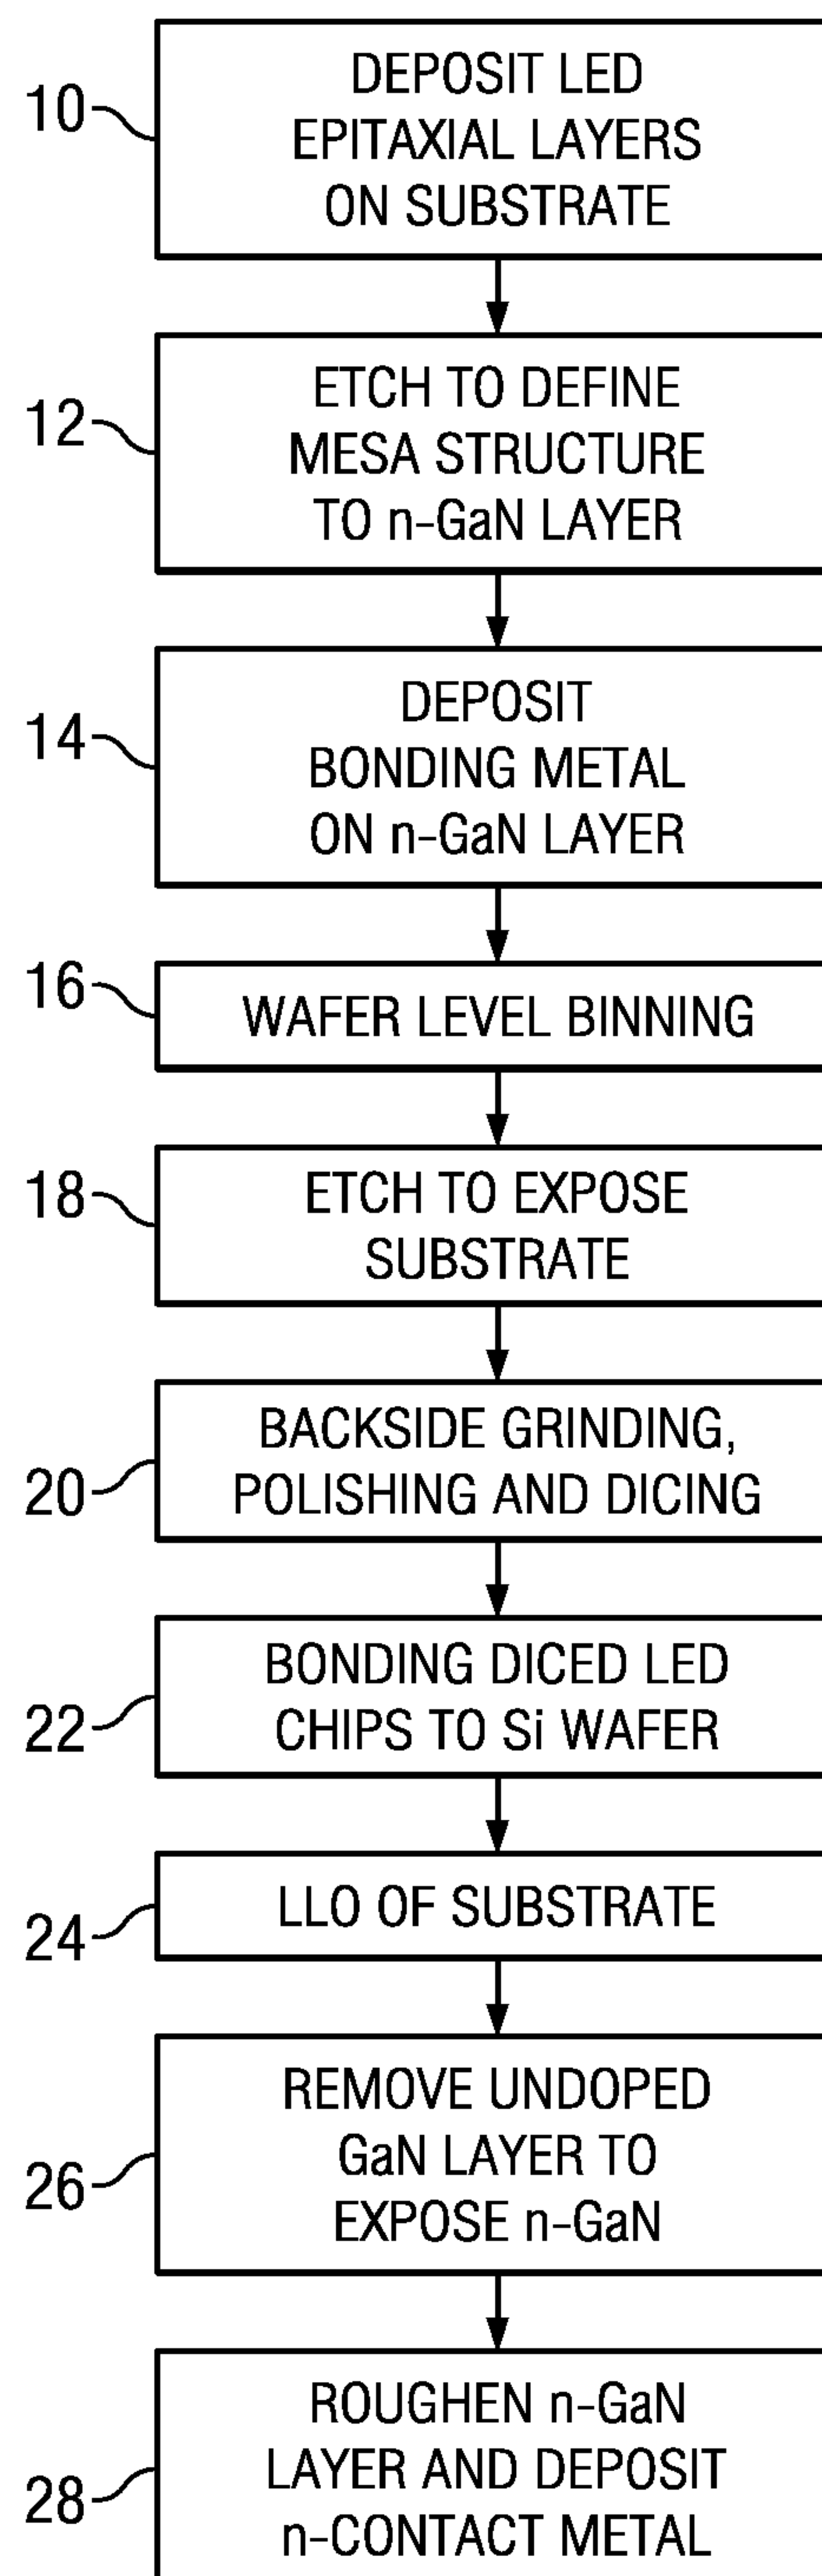 10
DEPOSIT LED
EPITAXIAL LAYERS
ON SUBSTRATE
12
ETCH TO DEFINE
MESA STRUCTURE
TO n-GaN LAYER
14
DEPOSIT
BONDING METAL
ON n-GaN LAYER
16
WAFER LEVEL BINNING
18
ETCH TO EXPOSE
SUBSTRATE
20
BACKSIDE GRINDING,
POLISHING AND DICING
22
BONDING DICED LED
CHIPS TO Si WAFER
24
LLO OF SUBSTRATE
26
REMOVE UNDOPED
GaN LAYER TO
EXPOSE n-GaN
28
ROUGHEN n-GaN
LAYER AND DEPOSIT
n-CONTACT METAL